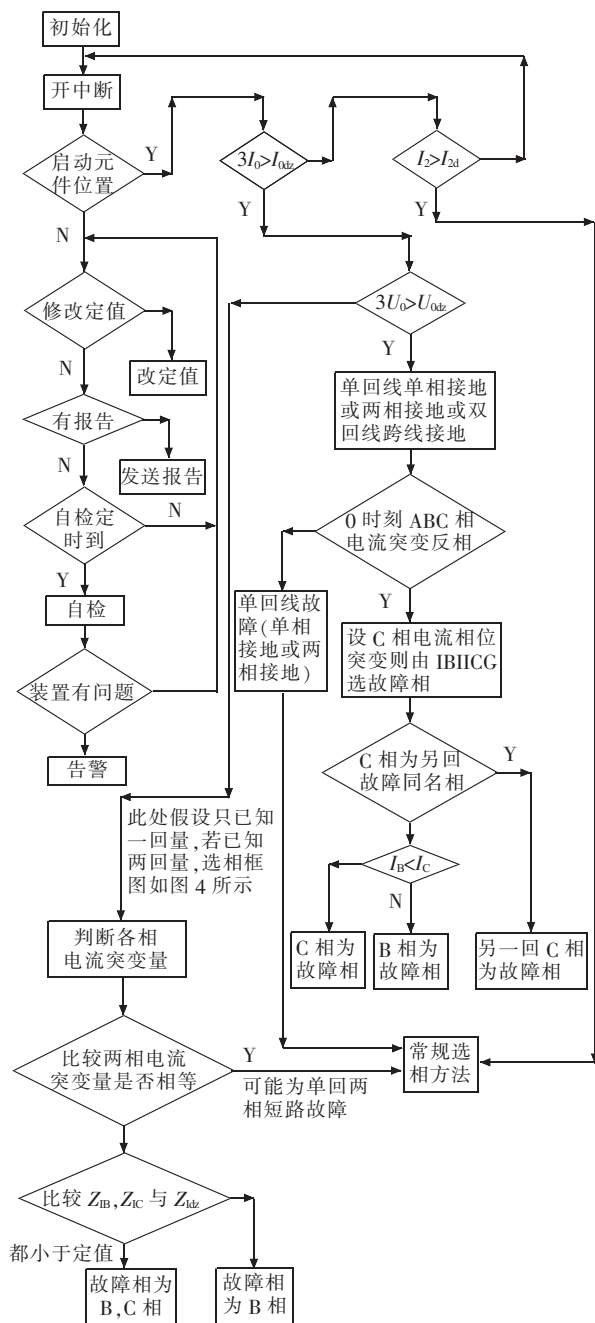 初始化
开中断
启动元
件位置
Y
3I0>I0dz
I2>I2d
N
Y
Y
修改定值
3U0>U0dz
N
改定值
Y
有报告
单回线单相接地
或两相接地或双
回线跨线接地
N
发送报告
自检定
时到
N
0 时刻 ABC 相
电流突变反相
Y
自检
单回线故
障(单相
接地或两
相接地)
Y
设 C 相电流相位
突变则由 IBIICG
选故障相
装置有问题
C 相为另回
故障同名相
Y
告警
此处假设只已知
一回量,若已知
两回量,选相框
图如图 4 所示
IB<IC
N
判断各相
电流突变量
C 相为
故障相
B 相为
故障相
另一回 C 相
为故障相
比较两相电流
突变量是否相等
Y
可能为单回两
相短路故障
常规选
相方法
比较 ZIB,ZIC 与 ZIdz
都小于定值
故障相为
B,C 相
故障相
为 B 相